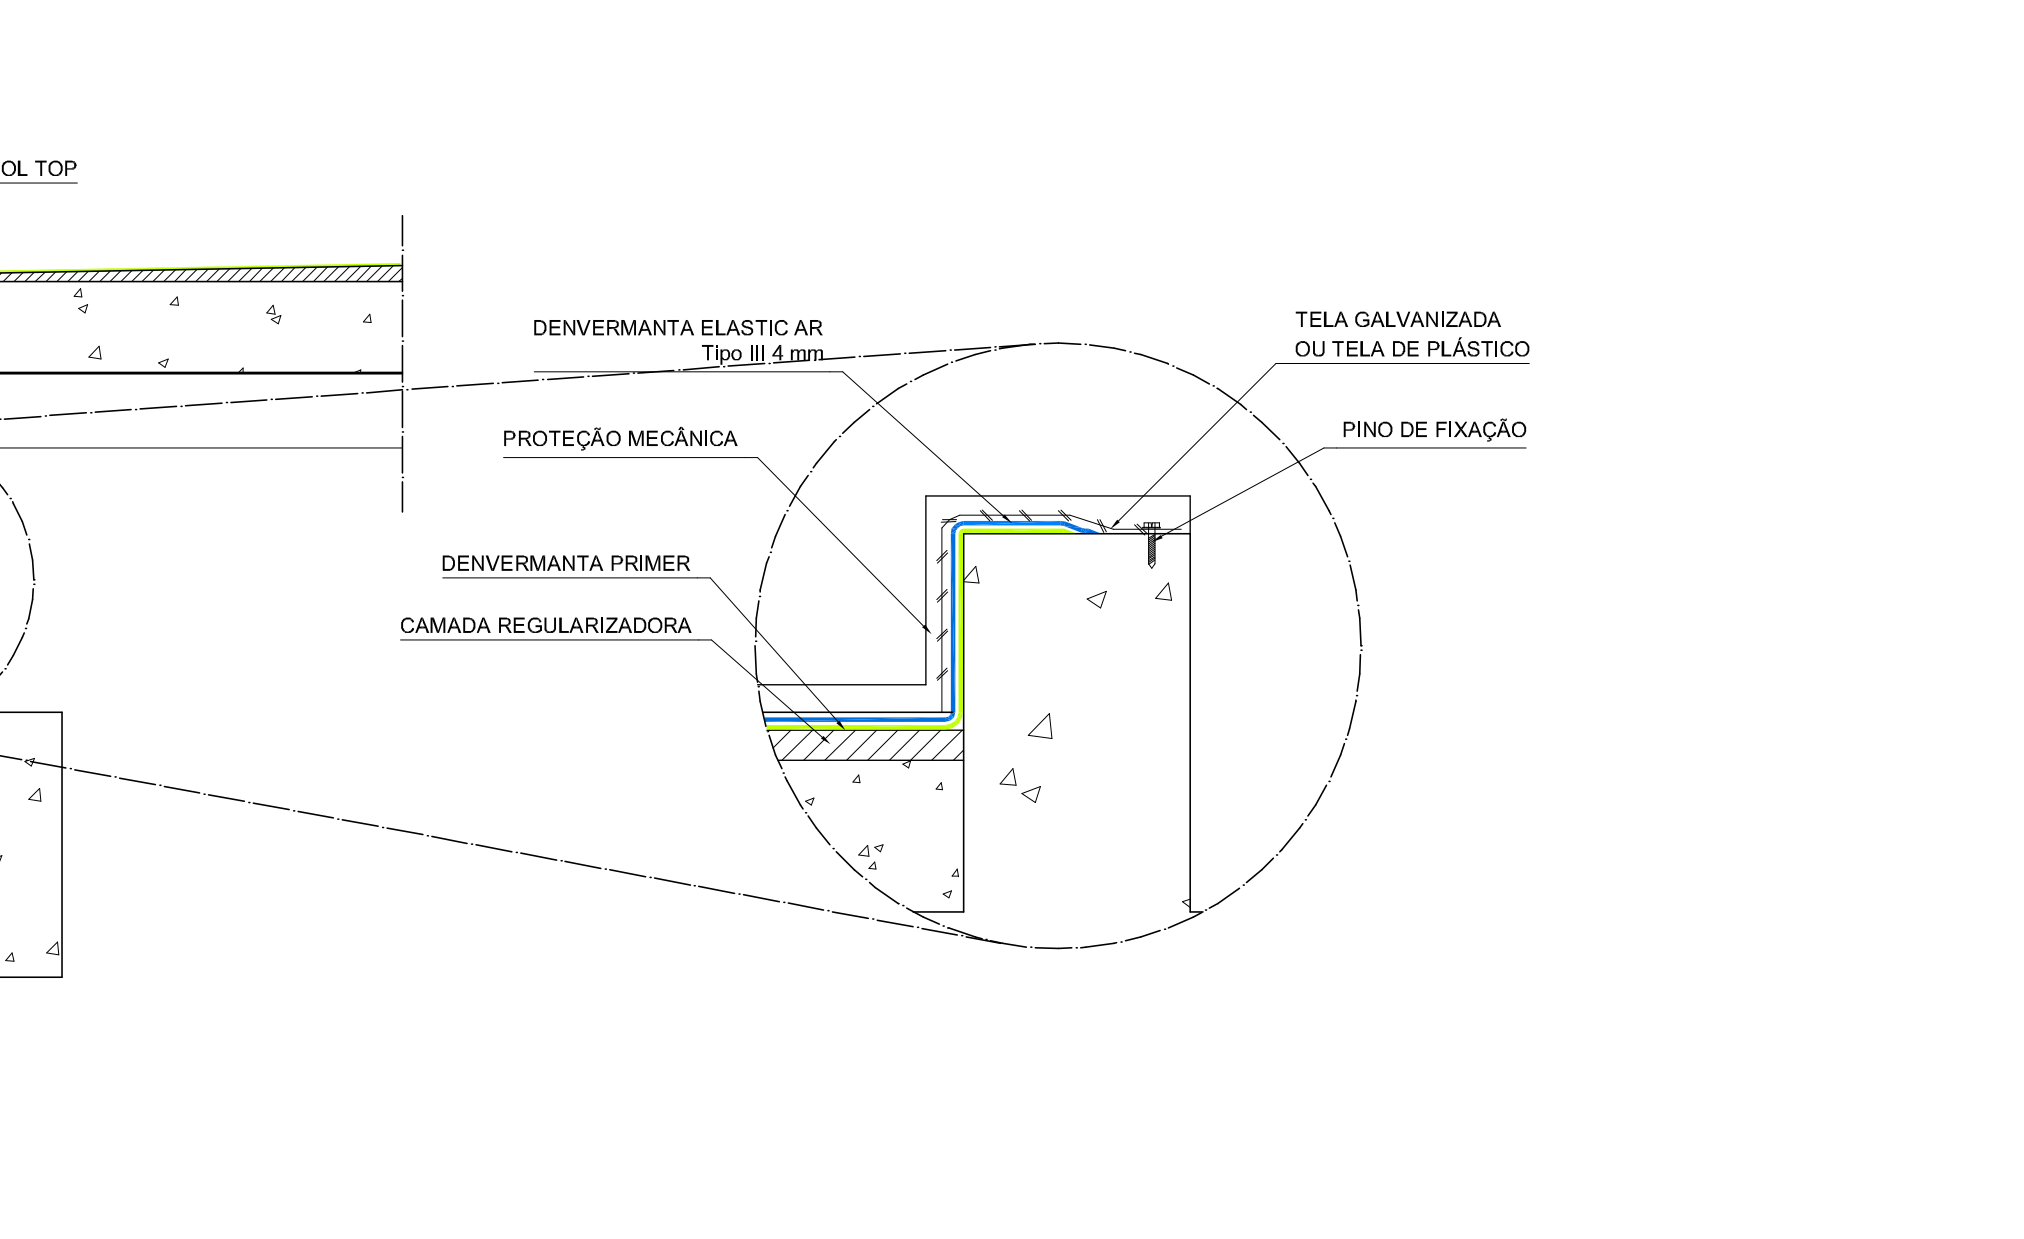 OL TOP
DENVERMANTA ELASTIC AR
Tipo III 4 mm
TELA GALVANIZADA
OU TELA DE PLÁSTICO
PROTEÇÃO MECÂNICA
PINO DE FIXAÇÃO
DENVERMANTA PRIMER
CAMADA REGULARIZADORA